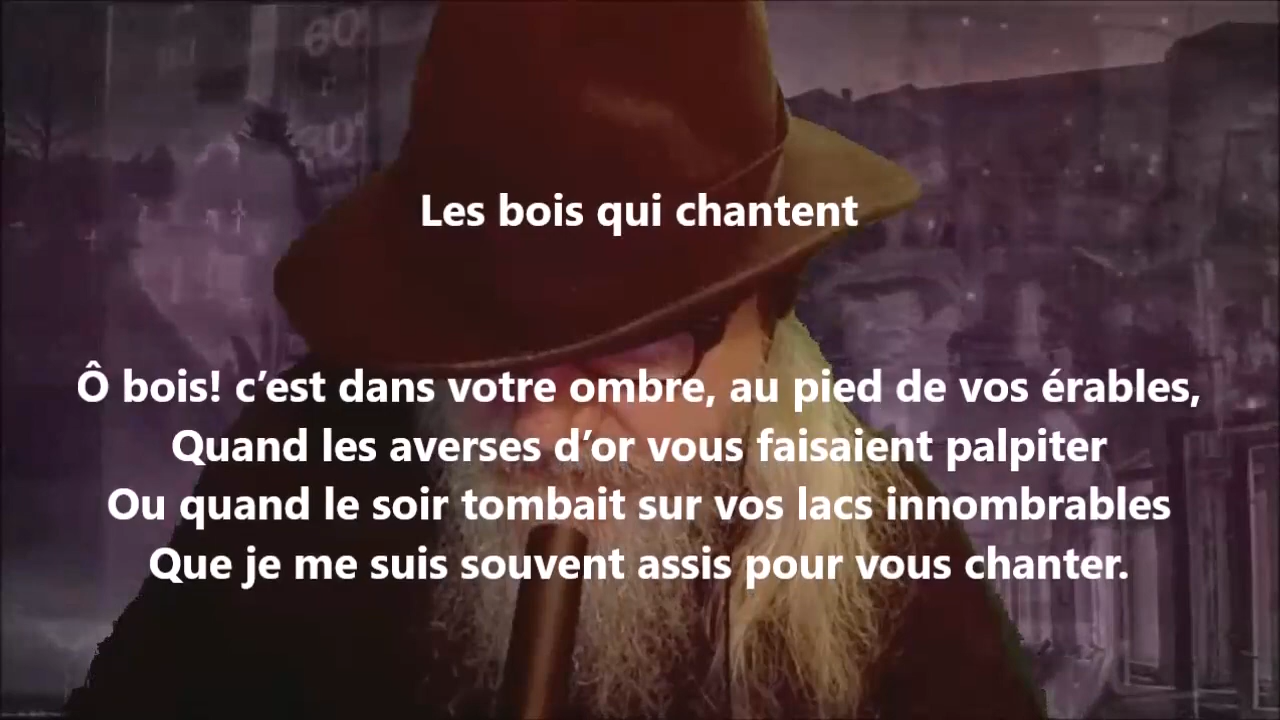 Les bois qui chantent
Ô bois! c’est dans votre ombre, au pied de vos érables,
Quand les averses d’or vous faisaient palpiter
Ou quand le soir tombait sur vos lacs innombrables
Que je me suis souvent assis pour vous chanter.
60